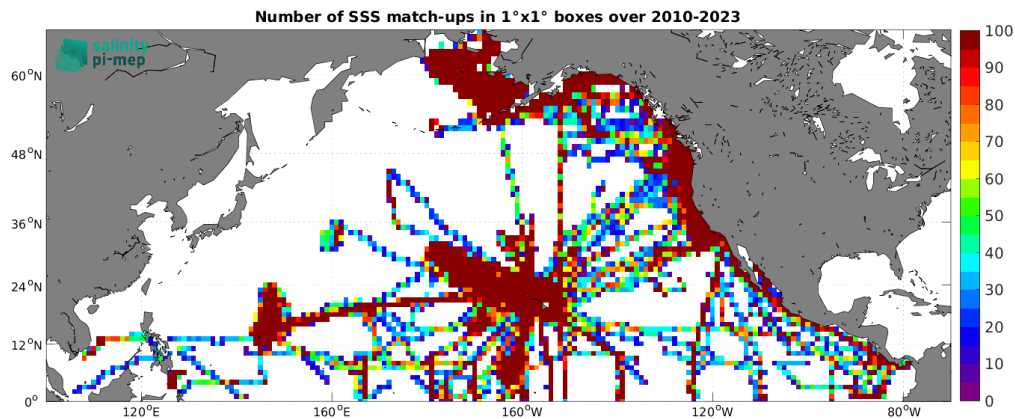 Number of SSS match-ups in 1°x1° boxes over 2010-2023
salinity
pi-mep
60°N
48°N
36°N
24°N
12°N
0°
120°E
160°E
160°W
120°W
80°W
100
90
80
70
60
50
40
30
20
10
0